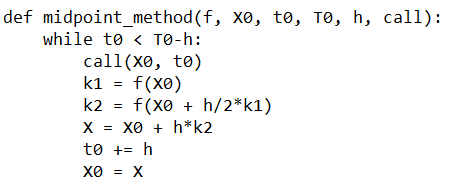 def midpoint_method(f, X0, t0, T0, h, call):
    while t0 < T0-h:
        call(X0, t0)
        k1 = f(X0)
        k2 = f(X0 + h/2*k1)
        X = X0 + h*k2
        t0 += h
        X0 = X